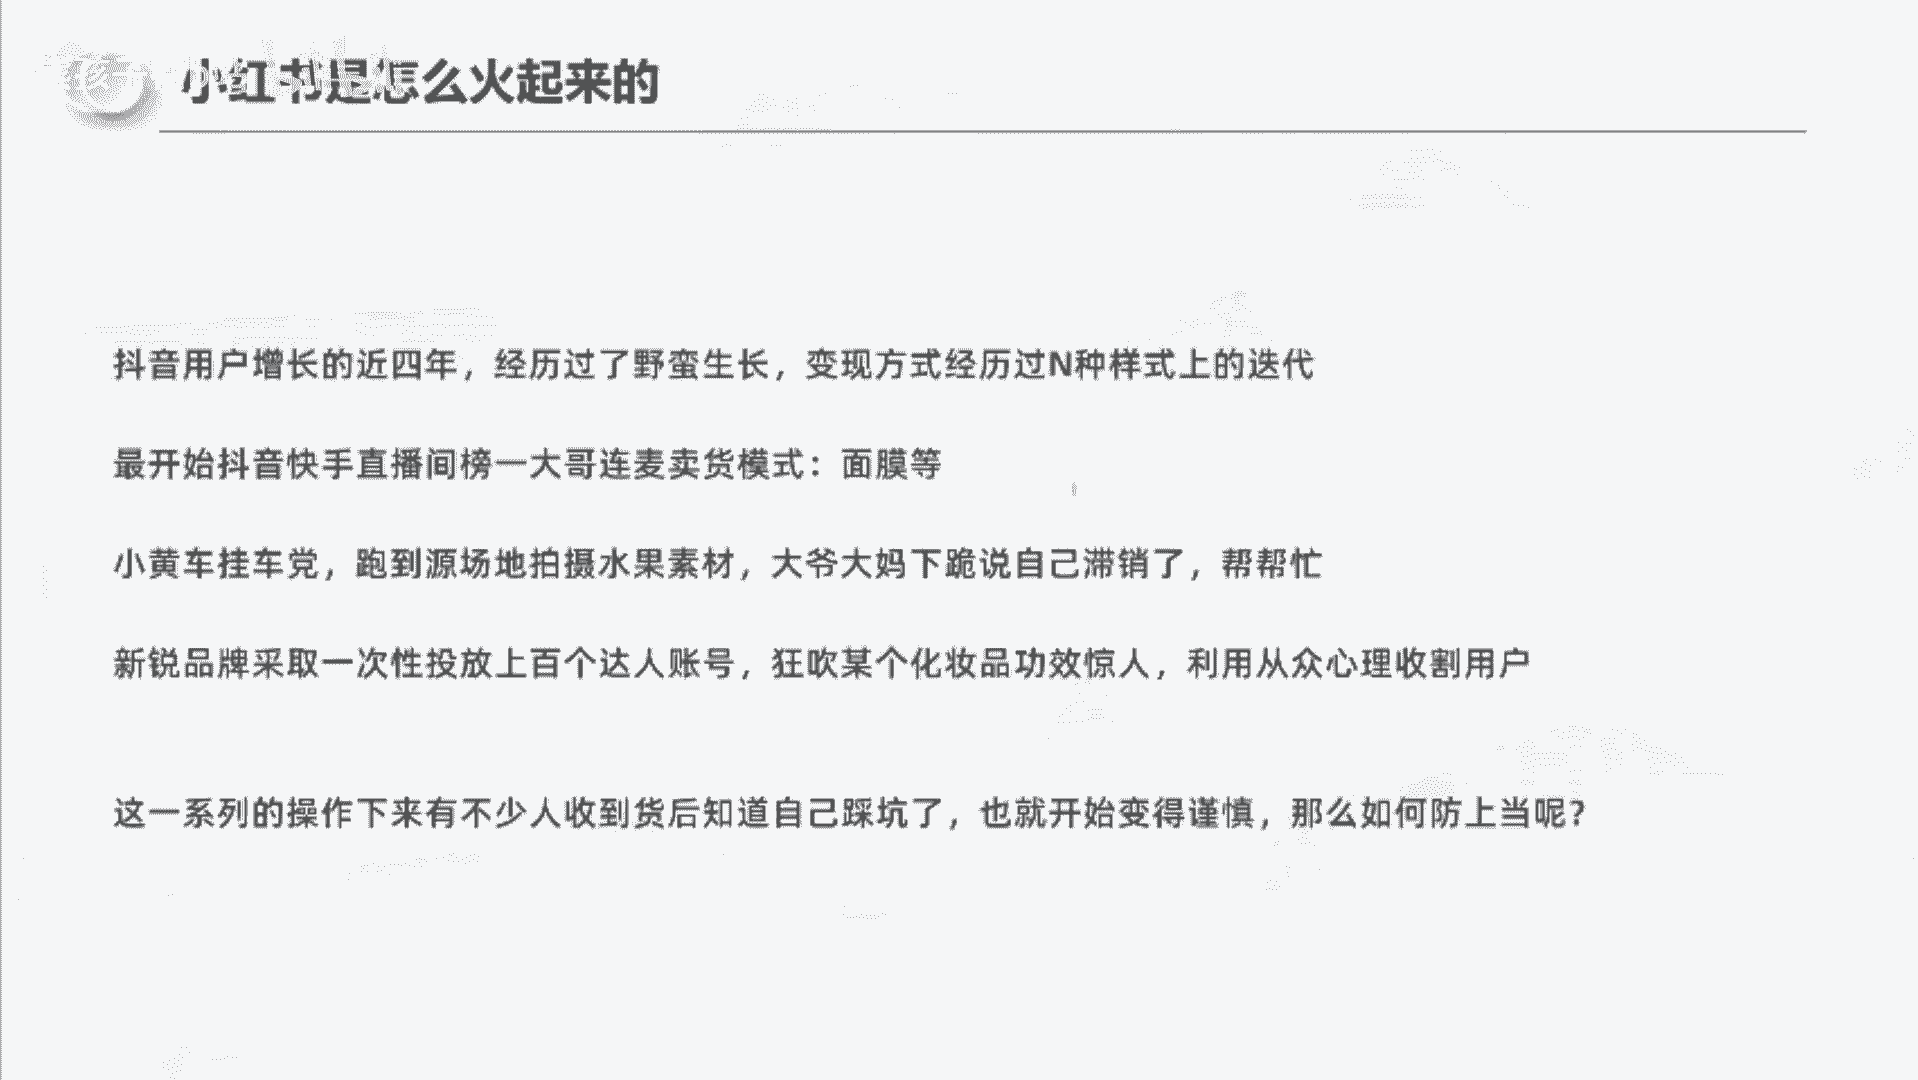 小红书是怎么火起来的
抖音用户增长的近四年，经历过了野蛮生长，变现方式经历过N种样式上的迭代
最开始抖音快手直播间榜一大哥连麦卖货模式：面膜等
小黄车挂车党，跑到源场地拍摄水果素材，大爷大妈下跪说自己滞销了，帮帮忙
新锐品牌采取一次性投放上百个达人账号，狂吹某个化妆品功效惊人，利用从众心理收割用户
这一系列的操作下来有不少人收到货后知道自己踩坑了，也就开始变得谨慎，那么如何防上当呢？